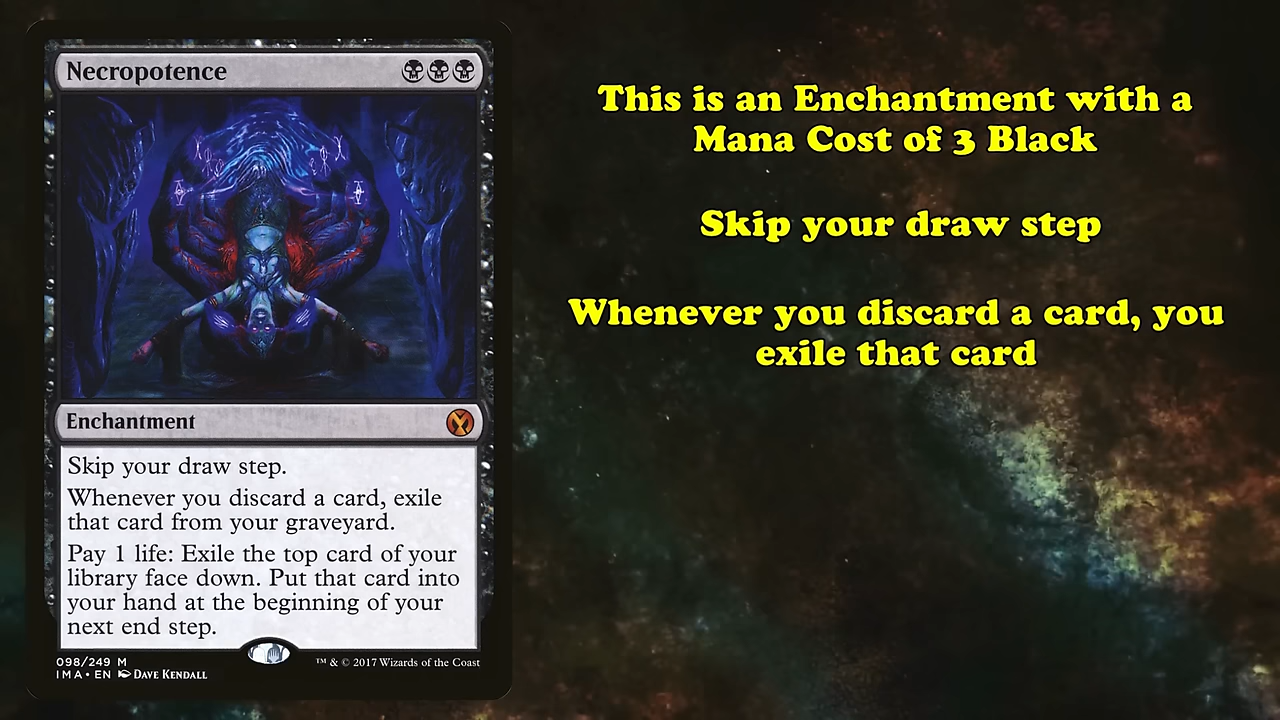 Necropotence
Enchantment
Skip your draw step.
Whenever you discard a card, exile
that card from your graveyard.
Pay 1 life: Exile the top card of your
library face down. Put that card into
your hand at the beginning of your
next end step.
098/249 M
IMA • EN DAVE KENDALL
™ & © 2017 Wizards of the Coast
This is an Enchantment with a
Mana Cost of 3 Black
Skip your draw step
Whenever you discard a card, you
exile that card